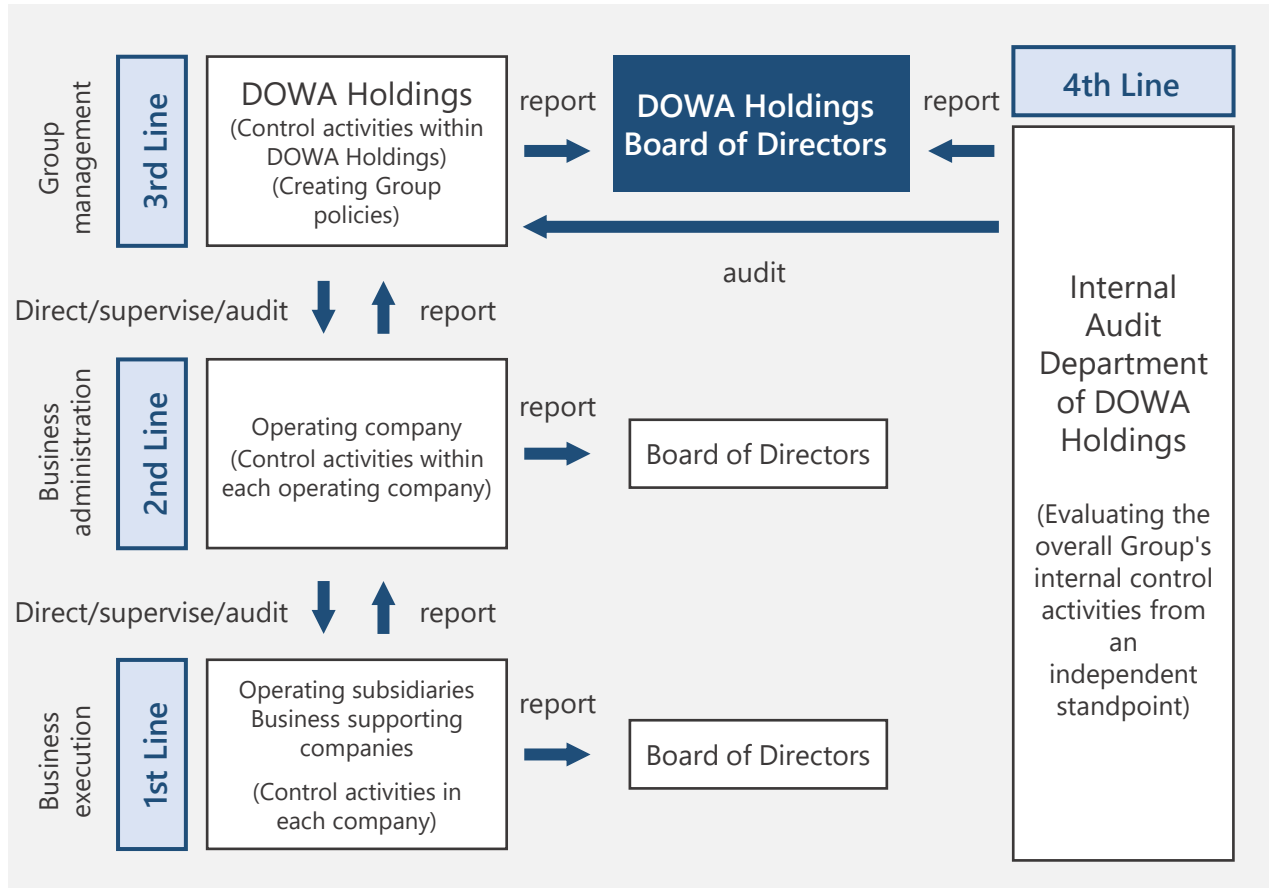 Group
management
3rd Line
DOWA Holdings
(Control activities within
DOWA Holdings)
(Creating Group
policies)
report
DOWA Holdings
Board of Directors
report
4th Line
audit
Direct/supervise/audit
report
Internal
Audit
Department
of DOWA
Holdings
(Evaluating the
overall Group's
internal control
activities from
an
independent
standpoint)
Business
administration
2nd Line
Operating company
(Control activities within
each operating company)
report
Board of Directors
Direct/supervise/audit
report
Business
execution
1st Line
Operating subsidiaries
Business supporting
companies
(Control activities in
each company)
report
Board of Directors